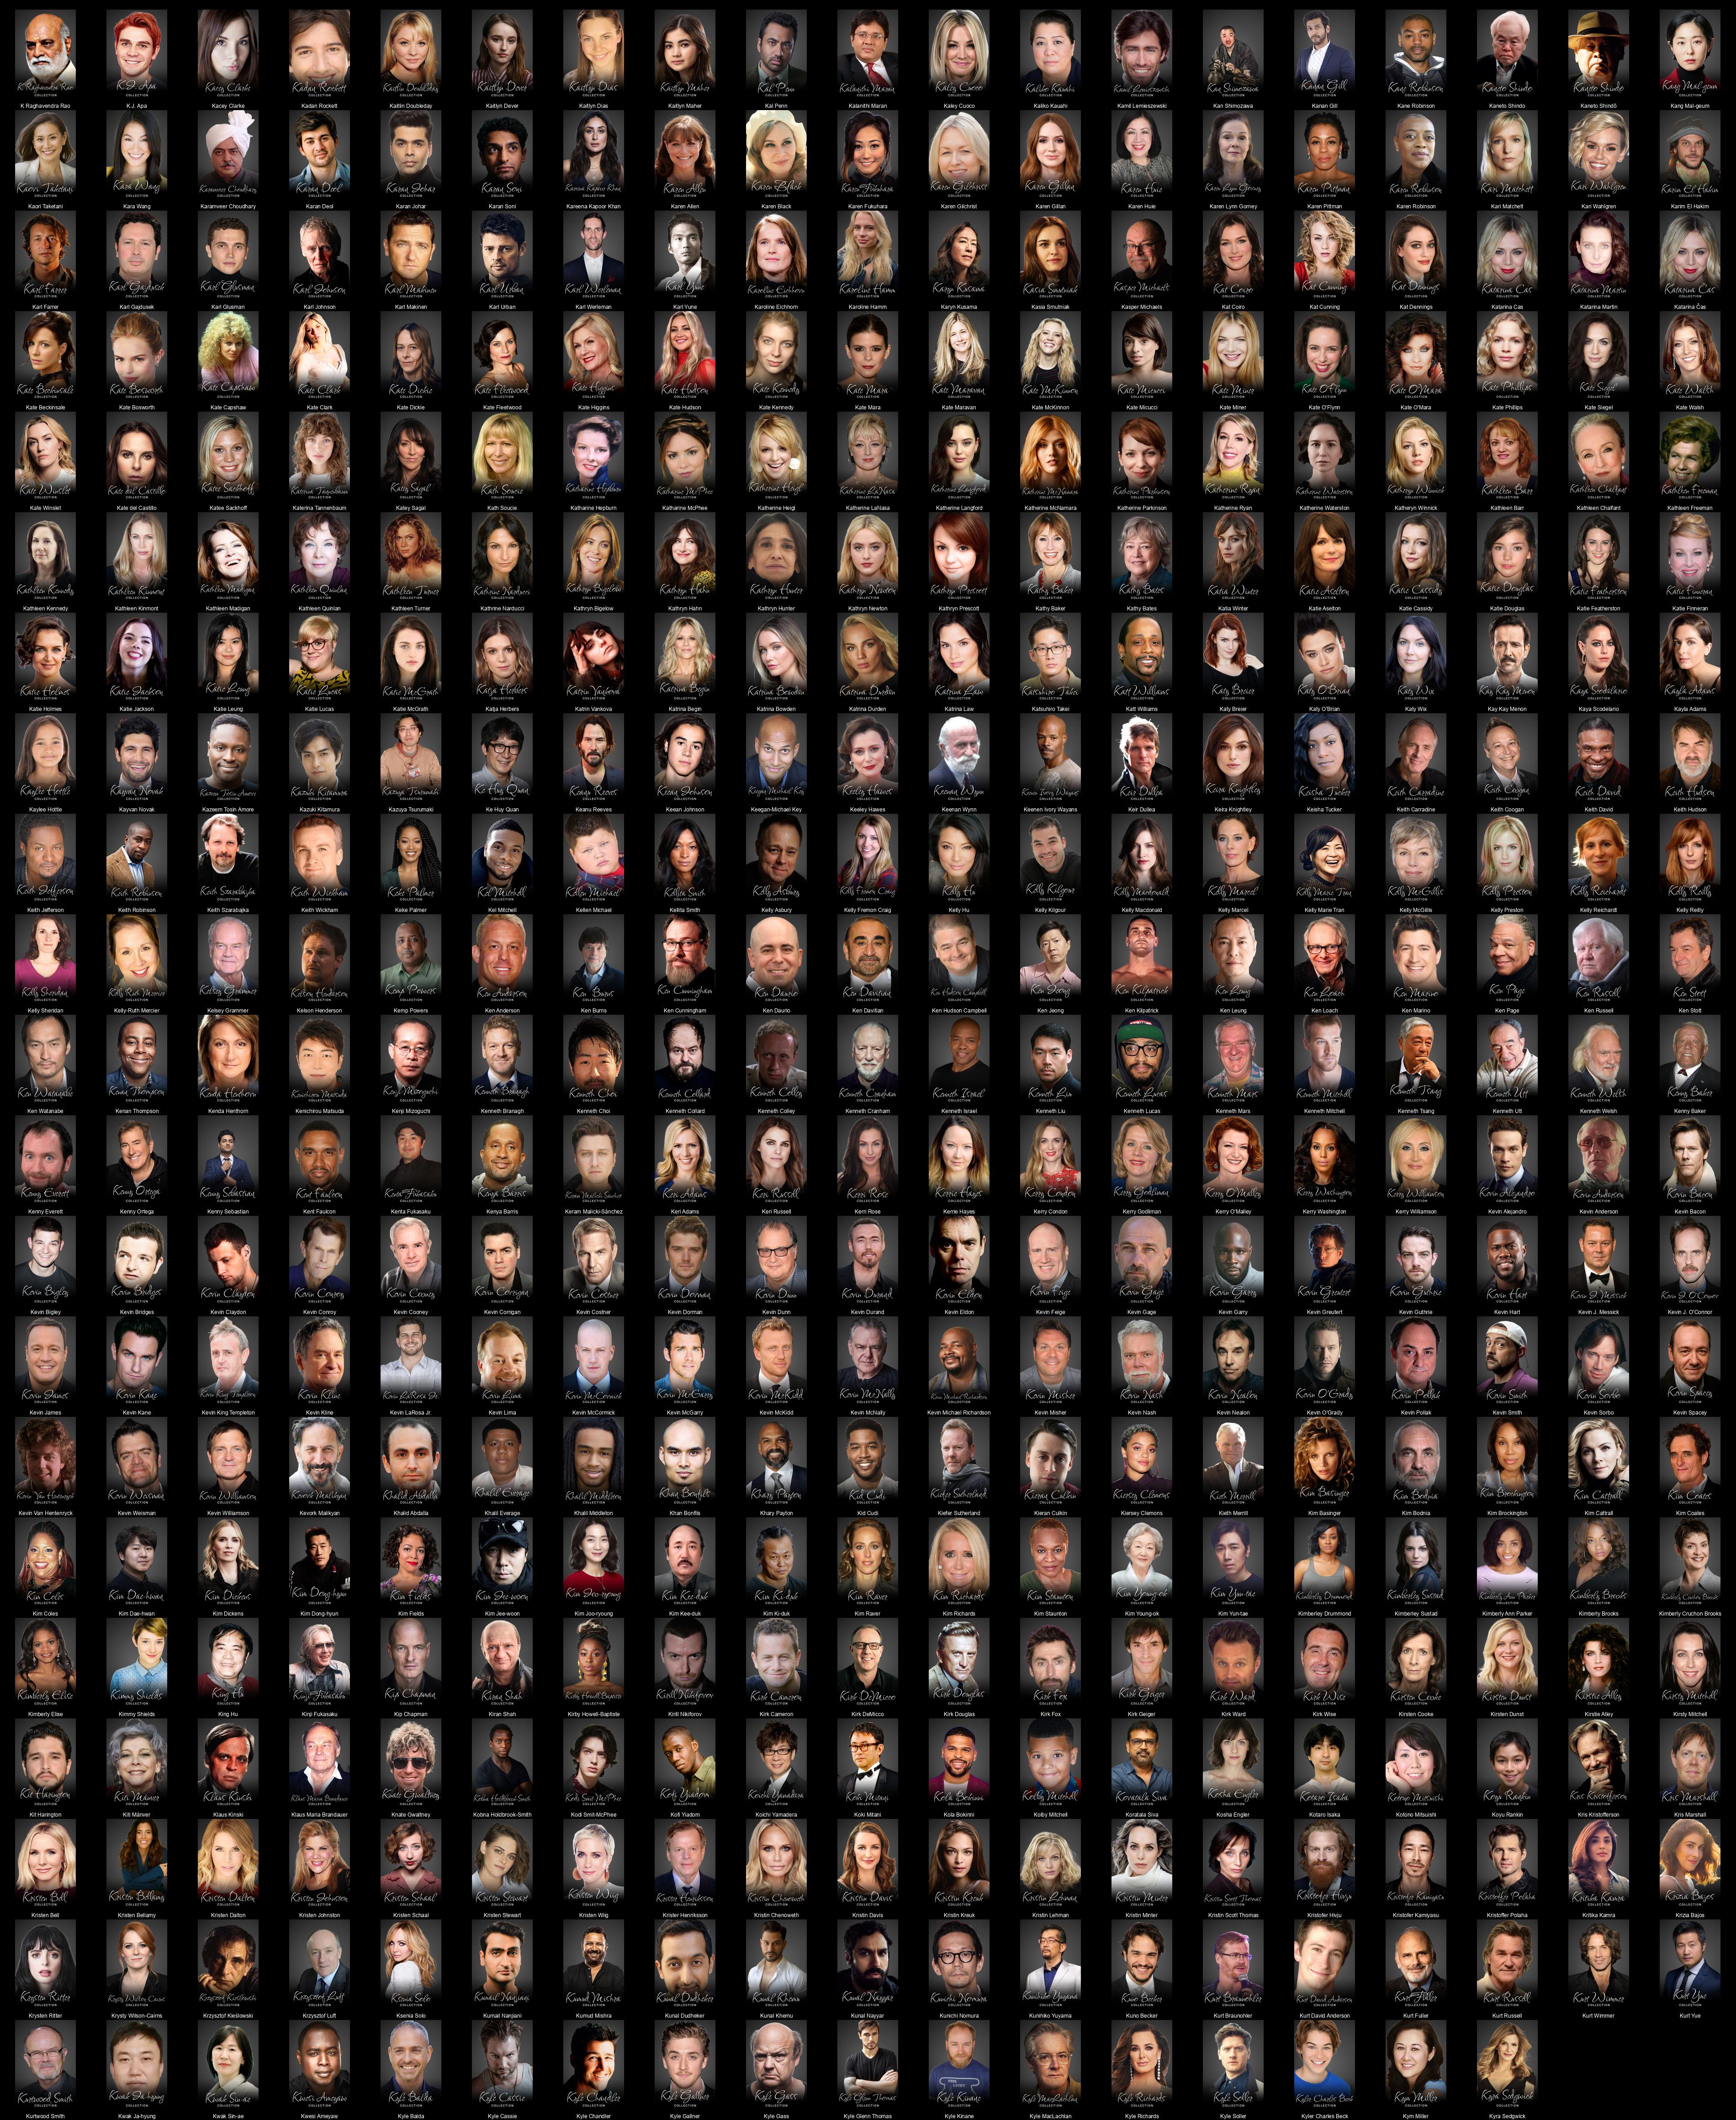 K Raghavendra Rao K.J. Apa Kacey Clarke Kadan Rockett Kaitlin Doubleday Kaitlyn Dever Kaitlyn Dias Kaitlyn Maher Kal Penn Kalanithi Maran Kaley Cuoco Kaliko Kauahi Kamil Lemieszewski Kan Shimozawa Kanan Gill Kane Robinson Kaneto Shindo Kaneto Shindō Kang Mal-geum
Kaori Taketani Kara Wang Karamveer Choudhary Karan Deol Karan Johar Karan Soni Kareena Kapoor Khan Karen Allen Karen Black Karen Fukuhara Karen Gilchrist Karen Gillan Karen Huie Karen Lynn Gorney Karen Pittman Karen Robinson Kari Matchett Kari Wahlgren Karim El Hakim
Karl Farrer Karl Gajdusek Karl Glusman Karl Johnson Karl Makinen Karl Urban Karl Werleman Karl Yune Karoline Eichhorn Karoline Hamm Karyn Kusama Kasia Smutniak Kasper Michaels Kat Coiro Kat Cunning Kat Dennings Katarina Cas Katarina Martin Katarina Čas
Kate Beckinsale Kate Bosworth Kate Capshaw Kate Clark Kate Dickie Kate Fleetwood Kate Higgins Kate Hudson Kate Kennedy Kate Mara Kate Maravan Kate McKinnon Kate Micucci Kate Miner Kate O'Flynn Kate O'Mara Kate Phillips Kate Siegel Kate Walsh
Kate Winslet Kate del Castillo Katee Sackhoff Katerina Tannenbaum Katey Sagal Kath Soucie Katharine Hepburn Katharine McPhee Katherine Heigl Katherine LaNasa Katherine Langford Katherine McNamara Katherine Parkinson Katherine Ryan Katherine Waterston Katheryn Winnick Kathleen Barr Kathleen Chalfant Kathleen Freeman
Kathleen Kennedy Kathleen Kinmont Kathleen Madigan Kathleen Quinlan Kathleen Turner Kathrine Narducci Kathryn Bigelow Kathryn Hahn Kathryn Hunter Kathryn Newton Kathryn Prescott Kathy Baker Kathy Bates Katia Winter Katie Aselton Katie Cassidy Katie Douglas Katie Featherston Katie Finneran
Katie Holmes Katie Jackson Katie Leung Katie Lucas Katie McGrath Katja Herbers Katrin Vankova Katrina Begin Katrina Bowden Katrina Durden Katrina Law Katsuhiro Takei Katt Williams Katy Breier Katy O'Brian Katy Wix Kay Kay Menon Kaya Scodelario Kayla Adams
Kaylee Hottle Kayvan Novak Kazeem Tosin Amore Kazuki Kitamura Kazuya Tsurumaki Ke Huy Quan Keanu Reeves Keean Johnson Keegan-Michael Key Keeley Hawes Keenan Wynn Keenen Ivory Wayans Keir Dullea Keira Knightley Keisha Tucker Keith Carradine Keith Coogan Keith David Keith Hudson
Keith Jefferson Keith Robinson Keith Szarabajka Keith Wickham Keke Palmer Kel Mitchell Kellen Michael Kellita Smith Kelly Asbury Kelly Fremon Craig Kelly Hu Kelly Kilgour Kelly Macdonald Kelly Marcel Kelly Marie Tran Kelly McGillis Kelly Preston Kelly Reichardt Kelly Reilly
Kelly Sheridan Kelly-Ruth Mercier Kelsey Grammer Kelson Henderson Kemp Powers Ken Anderson Ken Burns Ken Cunningham Ken Daurio Ken Davitian Ken Hudson Campbell Ken Jeong Ken Kilpatrick Ken Leung Ken Loach Ken Marino Ken Page Ken Russell Ken Stott
Ken Watanabe Kenan Thompson Kenda Henthorn Kenichirou Matsuda Kenji Mizoguchi Kenneth Branagh Kenneth Choi Kenneth Collard Kenneth Colley Kenneth Cranham Kenneth Israel Kenneth Liu Kenneth Lucas Kenneth Mars Kenneth Mitchell Kenneth Tsang Kenneth Utt Kenneth Welsh Kenny Baker
Kenny Everett Kenny Ortega Kenny Sebastian Kent Faulcon Kenta Fukasaku Kenya Barris Keram Malicki-Sánchez Keri Adams Keri Russell Kerri Rose Kerrie Hayes Kerry Condon Kerry Godliman Kerry O'Malley Kerry Washington Kerry Williamson Kevin Alejandro Kevin Anderson Kevin Bacon
Kevin Bigley Kevin Bridges Kevin Claydon Kevin Conroy Kevin Cooney Kevin Corrigan Kevin Costner Kevin Dorman Kevin Dunn Kevin Durand Kevin Eldon Kevin Feige Kevin Gage Kevin Garry Kevin Greutert Kevin Guthrie Kevin Hart Kevin J. Messick Kevin J. O'Connor
Kevin James Kevin Kane Kevin King Templeton Kevin Kline Kevin LaRosa Jr. Kevin Lima Kevin McCormick Kevin McGarry Kevin McKidd Kevin McNally Kevin Michael Richardson Kevin Misher Kevin Nash Kevin Nealon Kevin O'Grady Kevin Pollak Kevin Smith Kevin Sorbo Kevin Spacey
Kevin Van Hentenryck Kevin Weisman Kevin Williamson Kevork Malikyan Khalid Abdalla Khalil Everage Khalil Middleton Khan Bonfils Khary Payton Kid Cudi Kiefer Sutherland Kieran Culkin Kiersey Clemons Kieth Merrill Kim Basinger Kim Bodnia Kim Brockington Kim Cattrall Kim Coates
Kim Coles Kim Dae-hwan Kim Dickens Kim Dong-hyun Kim Fields Kim Jee-woon Kim Joo-ryoung Kim Kee-duk Kim Ki-duk Kim Raver Kim Richards Kim Staunton Kim Young-ok Kim Yun-tae Kimberley Drummond Kimberley Sustad Kimberly Ann Parker Kimberly Brooks Kimberly Cruchon Brooks
Kimberly Elise Kimmy Shields King Hu Kinji Fukasaku Kip Chapman Kiran Shah Kirby Howell-Baptiste Kirill Nikiforov Kirk Cameron Kirk DeMicco Kirk Douglas Kirk Fox Kirk Geiger Kirk Ward Kirk Wise Kirsten Cooke Kirsten Dunst Kirstie Alley Kirsty Mitchell
Kit Harington Kiti Mánver Klaus Kinski Klaus Maria Brandauer Knate Gwaltney Kobna Holdbrook-Smith Kodi Smit-McPhee Kofi Yiadom Koichi Yamadera Koki Mitani Kola Bokinni Kolby Mitchell Koratala Siva Kosha Engler Kotaro Isaka Kotono Mitsuishi Koyu Rankin Kris Kristofferson Kris Marshall
Kristen Bell Kristen Bellamy Kristen Dalton Kristen Johnston Kristen Schaal Kristen Stewart Kristen Wiig Krister Henriksson Kristin Chenoweth Kristin Davis Kristin Kreuk Kristin Lehman Kristin Minter Kristin Scott Thomas Kristofer Hivju Kristofer Kamiyasu Kristoffer Polaha Kritika Kamra Krizia Bajos
Krysten Ritter Krysty Wilson-Cairns Krzysztof Kieślowski Krzysztof Luft Ksenia Solo Kumail Nanjiani Kumud Mishra Kunal Dudheker Kunal Khemu Kunal Nayyar Kunichi Nomura Kunihiko Yuyama Kuno Becker Kurt Braunohler Kurt David Anderson Kurt Fuller Kurt Russell Kurt Wimmer Kurt Yue
Kurtwood Smith Kwak Ja-hyung Kwak Sin-ae Kwesi Ameyaw Kyle Balda Kyle Cassie Kyle Chandler Kyle Gallner Kyle Gass Kyle Glenn Thomas Kyle Kinane Kyle MacLachlan Kyle Richards Kyle Soller Kyler Charles Beck Kym Miller Kyra Sedgwick